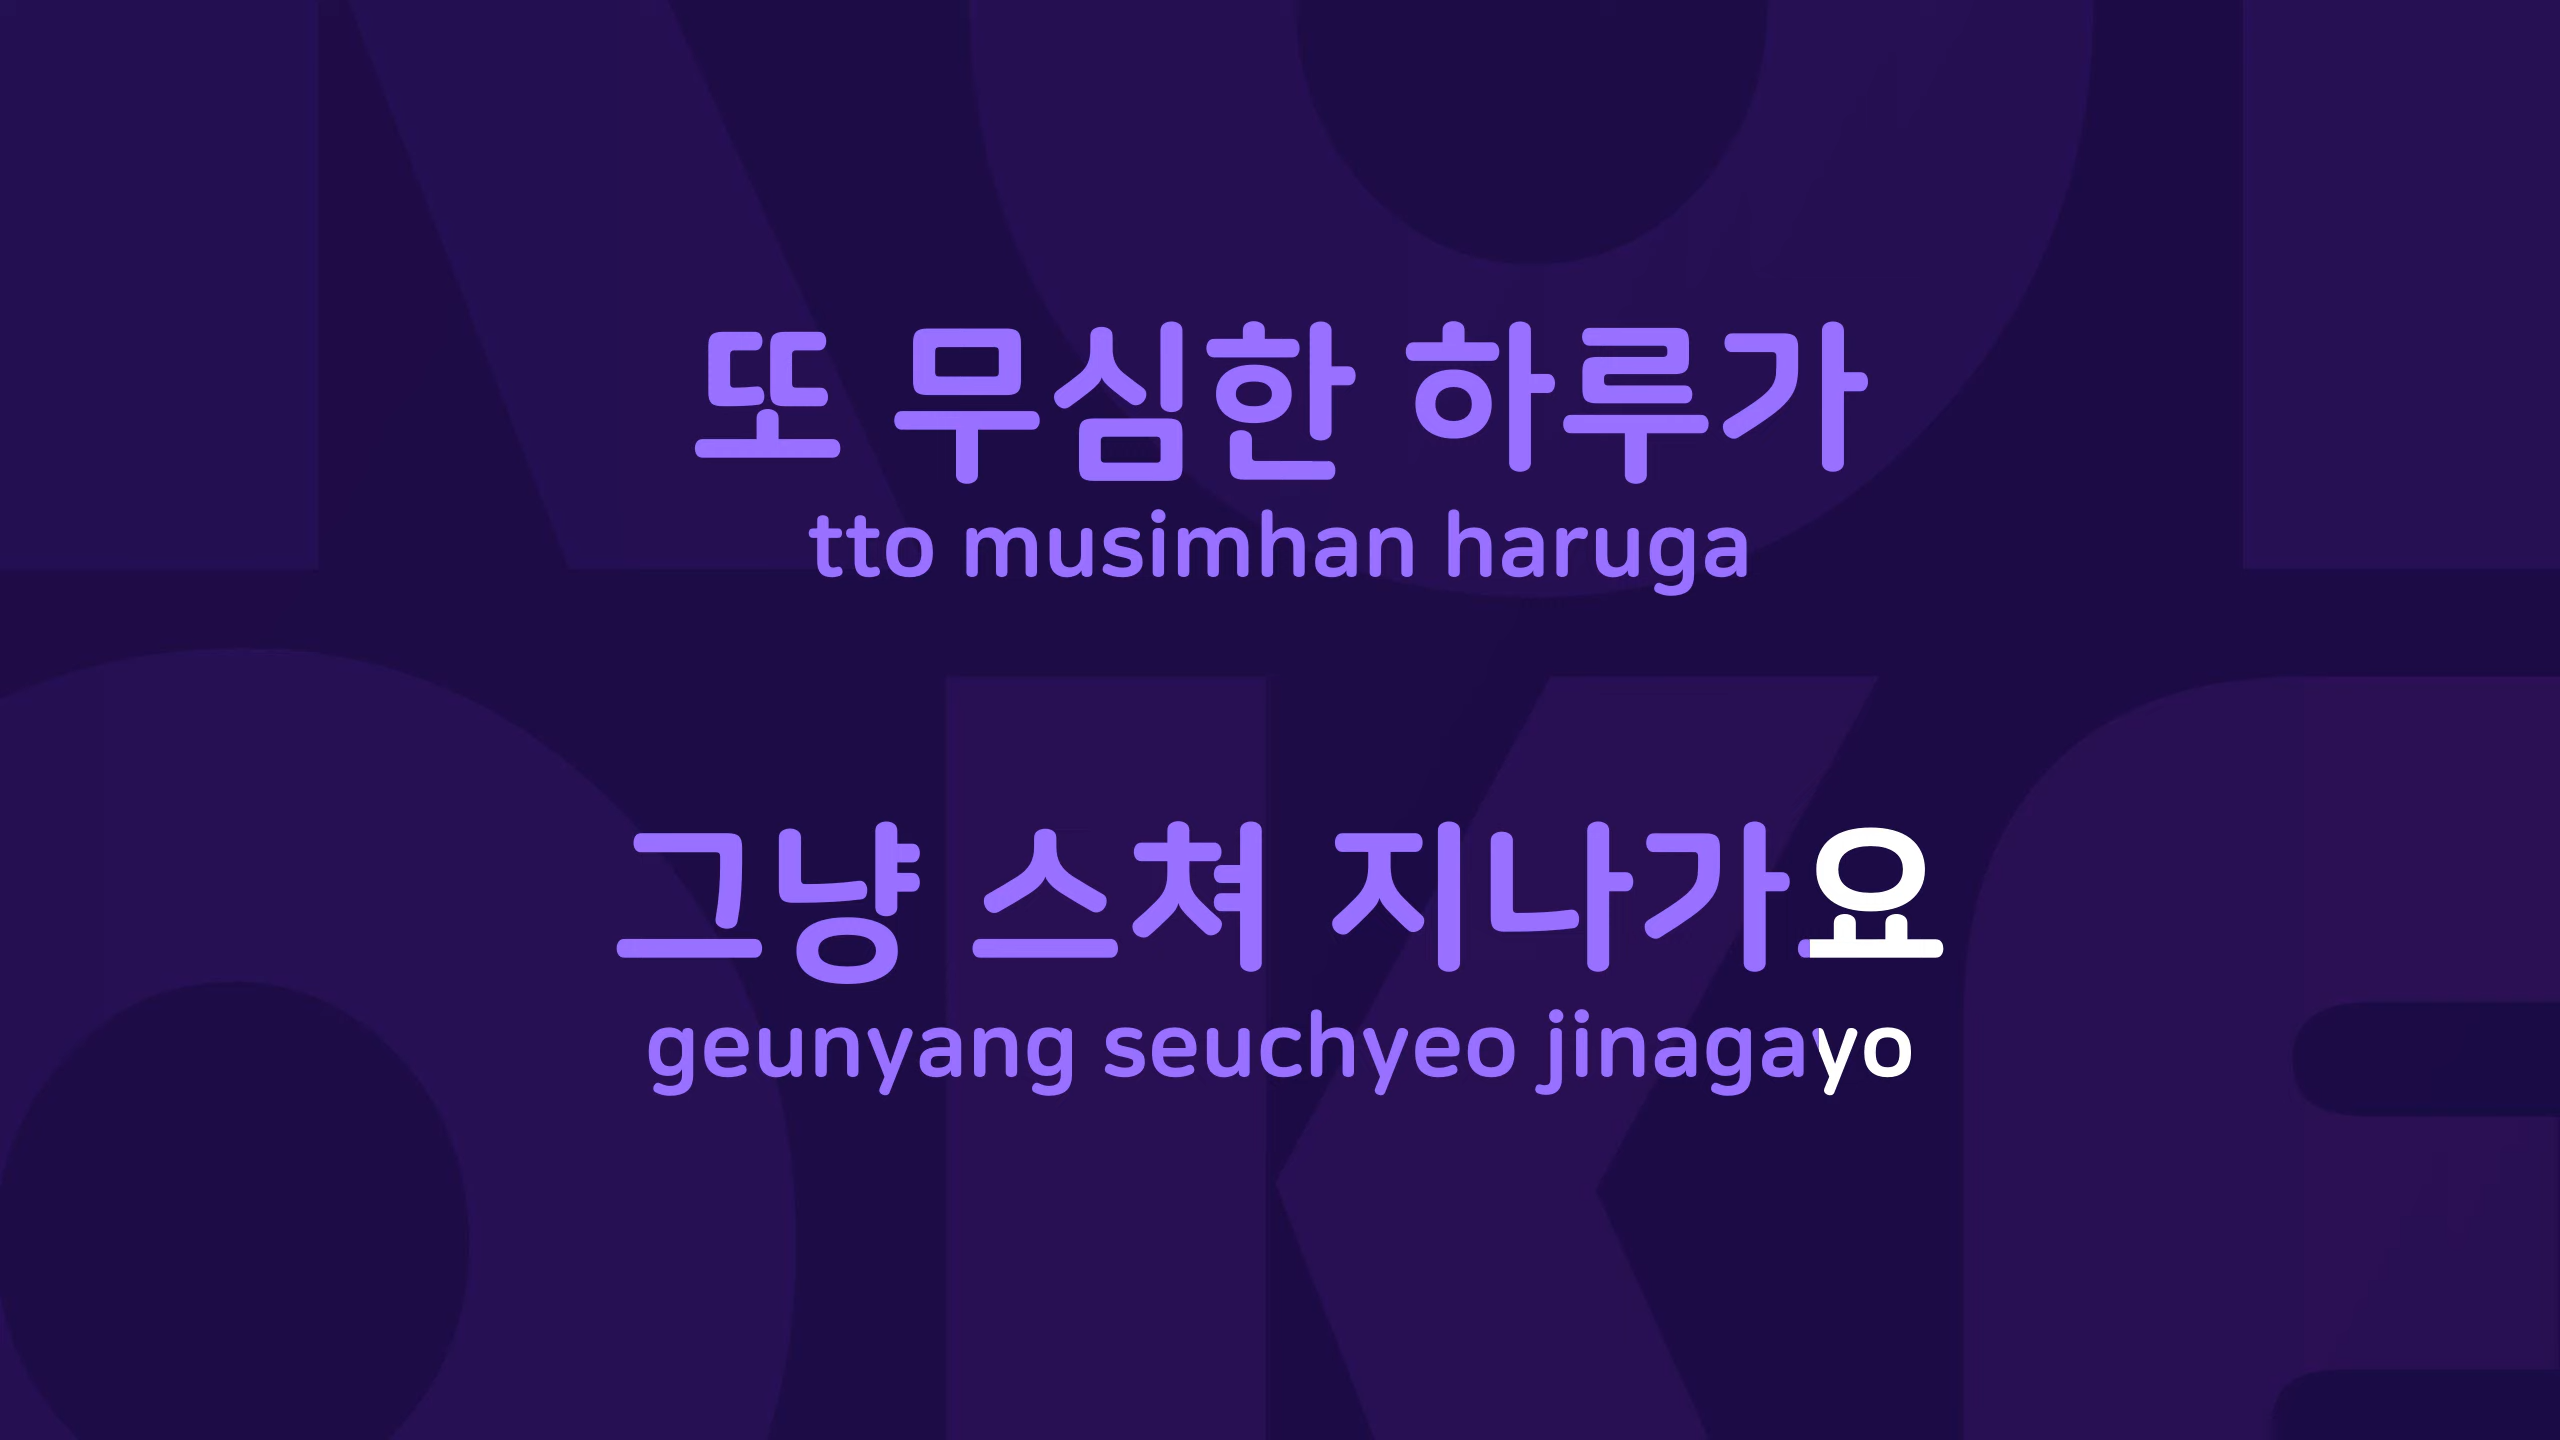 또 무심한 하루가
tto musimhan haruga
그냥 스쳐 지나가요
geunyang seuchyeo jinagayo